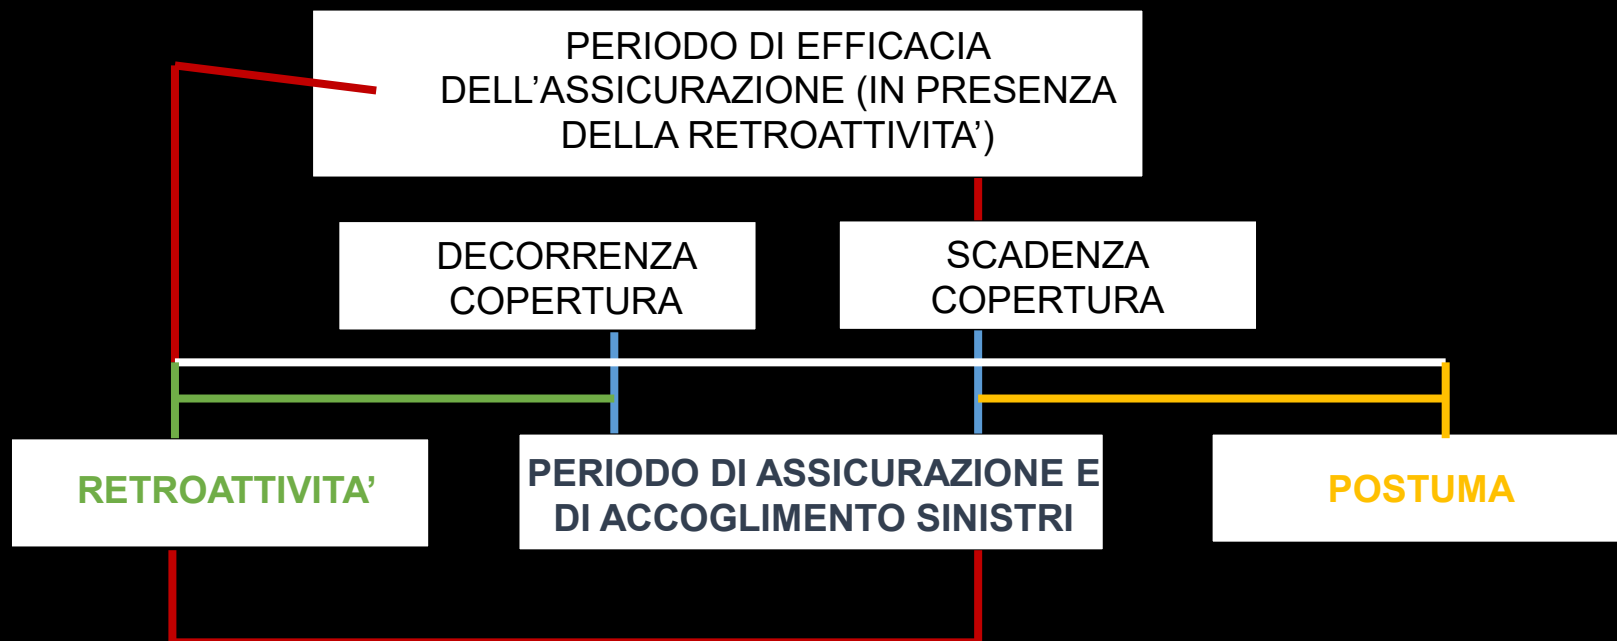 PERIODO DI EFFICACIA
DELL’ASSICURAZIONE (IN PRESENZA
DELLA RETROATTIVITA’)
DECORRENZA
COPERTURA
SCADENZA
COPERTURA
RETROATTIVITA’
PERIODO DI ASSICURAZIONE E
DI ACCOGLIMENTO SINISTRI
POSTUMA